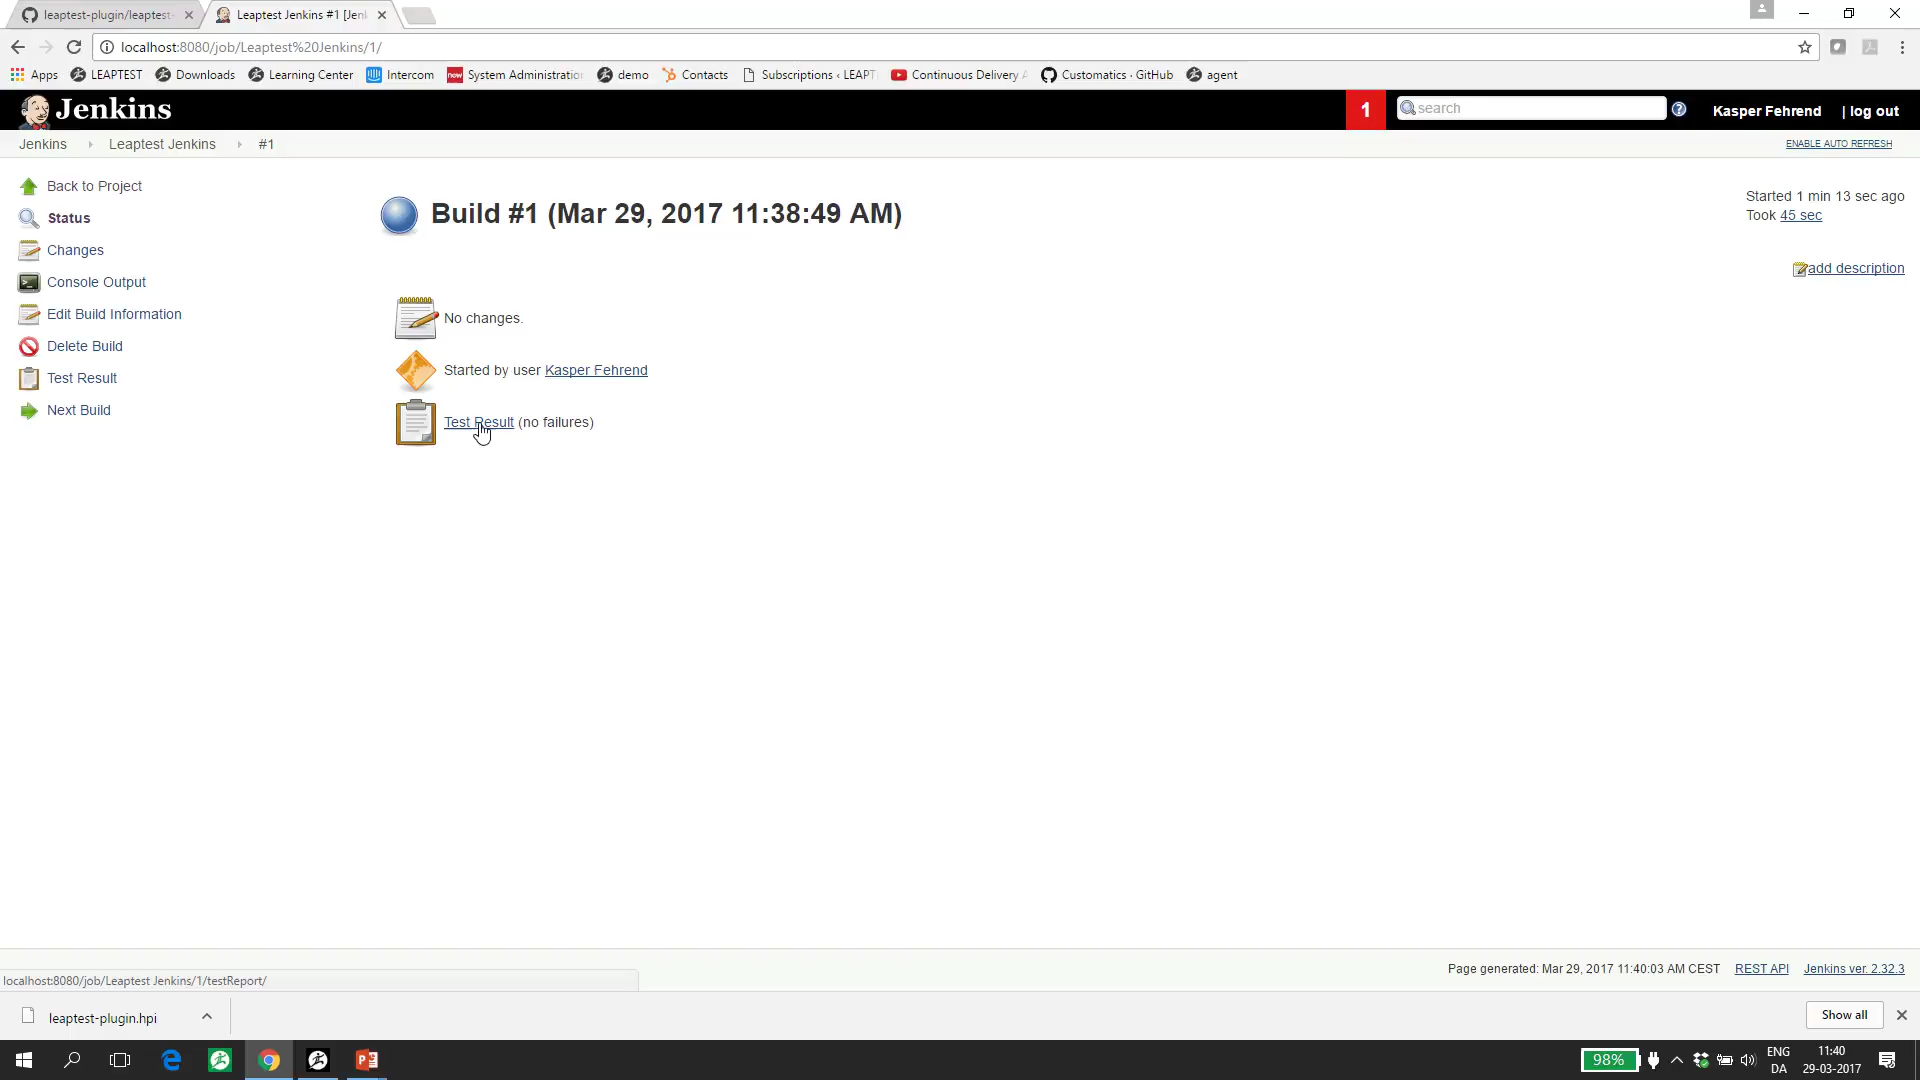 leaptest-plugin/leaptest-
Leaptest Jenkins #1 [Jen
localhost:8080/job/Leaptest%20Jenkins/1/
Apps LEAPTEST Downloads Learning Center Intercom System Administratio demo Contacts Subscriptions ‹ LEAPT Continuous Delivery Customatics · GitHub agent
Jenkins 1 search Kasper Fehrend | log out
Jenkins Leaptest Jenkins #1 ENABLE AUTO REFRESH
Back to Project
Status
Changes
Console Output
Edit Build Information
Delete Build
Test Result
Next Build
Build #1 (Mar 29, 2017 11:38:49 AM)
Started 1 min 13 sec ago
Took 45 sec
add description
No changes.
Started by user Kasper Fehrend
Test Result (no failures)
Page generated: Mar 29, 2017 11:40:03 AM CEST REST API Jenkins ver. 2.32.3
localhost:8080/job/Leaptest Jenkins/1/testReport/
leaptest-plugin.hpi
Show all
98%
ENG
DA
11:40
29-03-2017